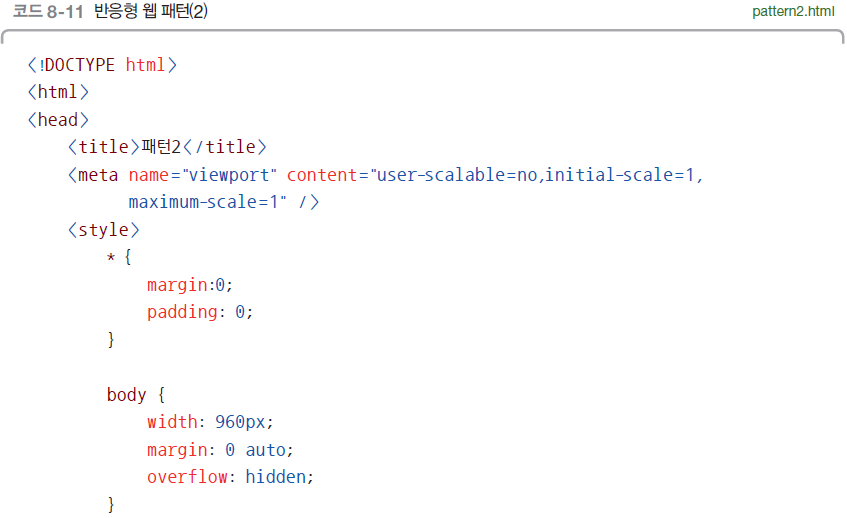 코드 8-11 반응형 웹 패턴(2) pattern2.html
<!DOCTYPE html>
<html>
<head>
<title>패턴2</title>
<meta name="viewport" content="user-scalable=no,initial-scale=1,
maximum-scale=1" />
<style>
* {
margin:0;
padding: 0;
}
body {
width: 960px;
margin: 0 auto;
overflow: hidden;
}